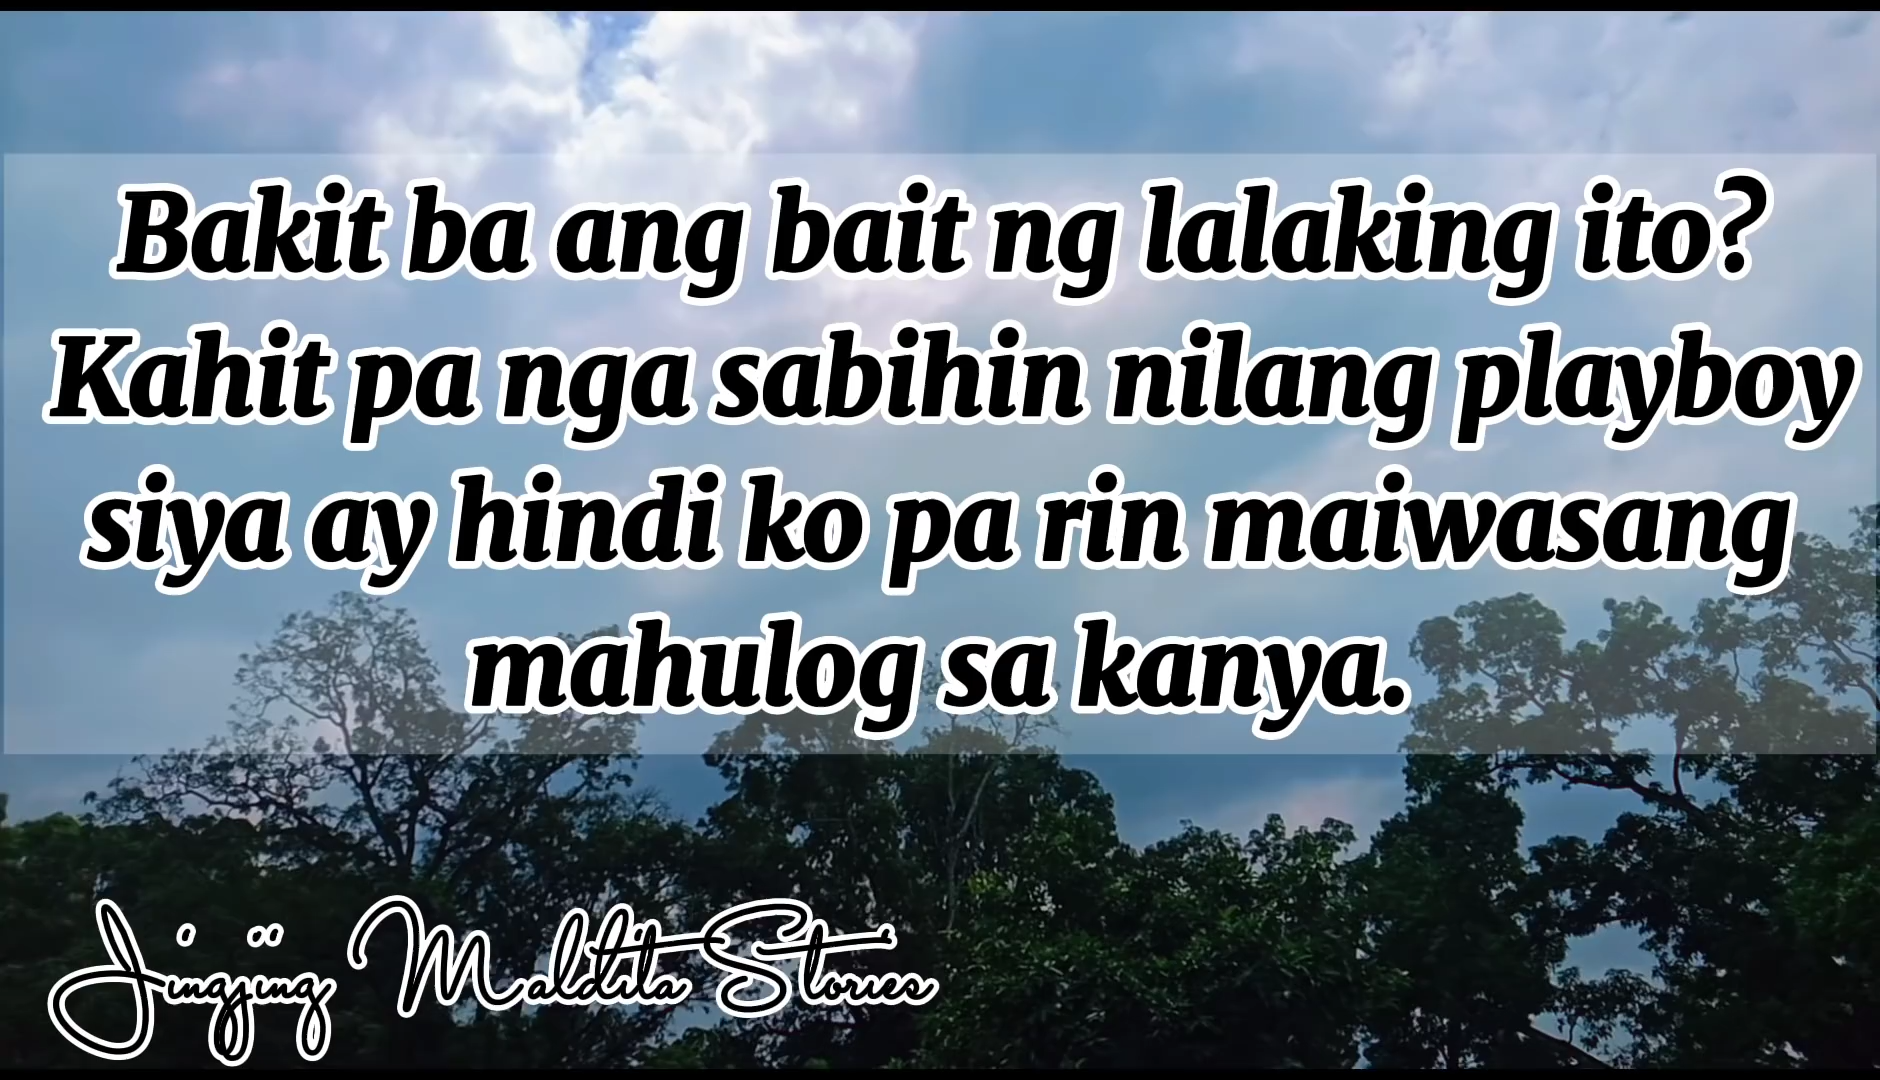 Bakit ba ang bait ng lalaking ito?
Kahit pa nga sabihin nilang playboy
siya ay hindi ko pa rin maiwasang
mahulog sa kanya.
Jingjing Maldita Stories